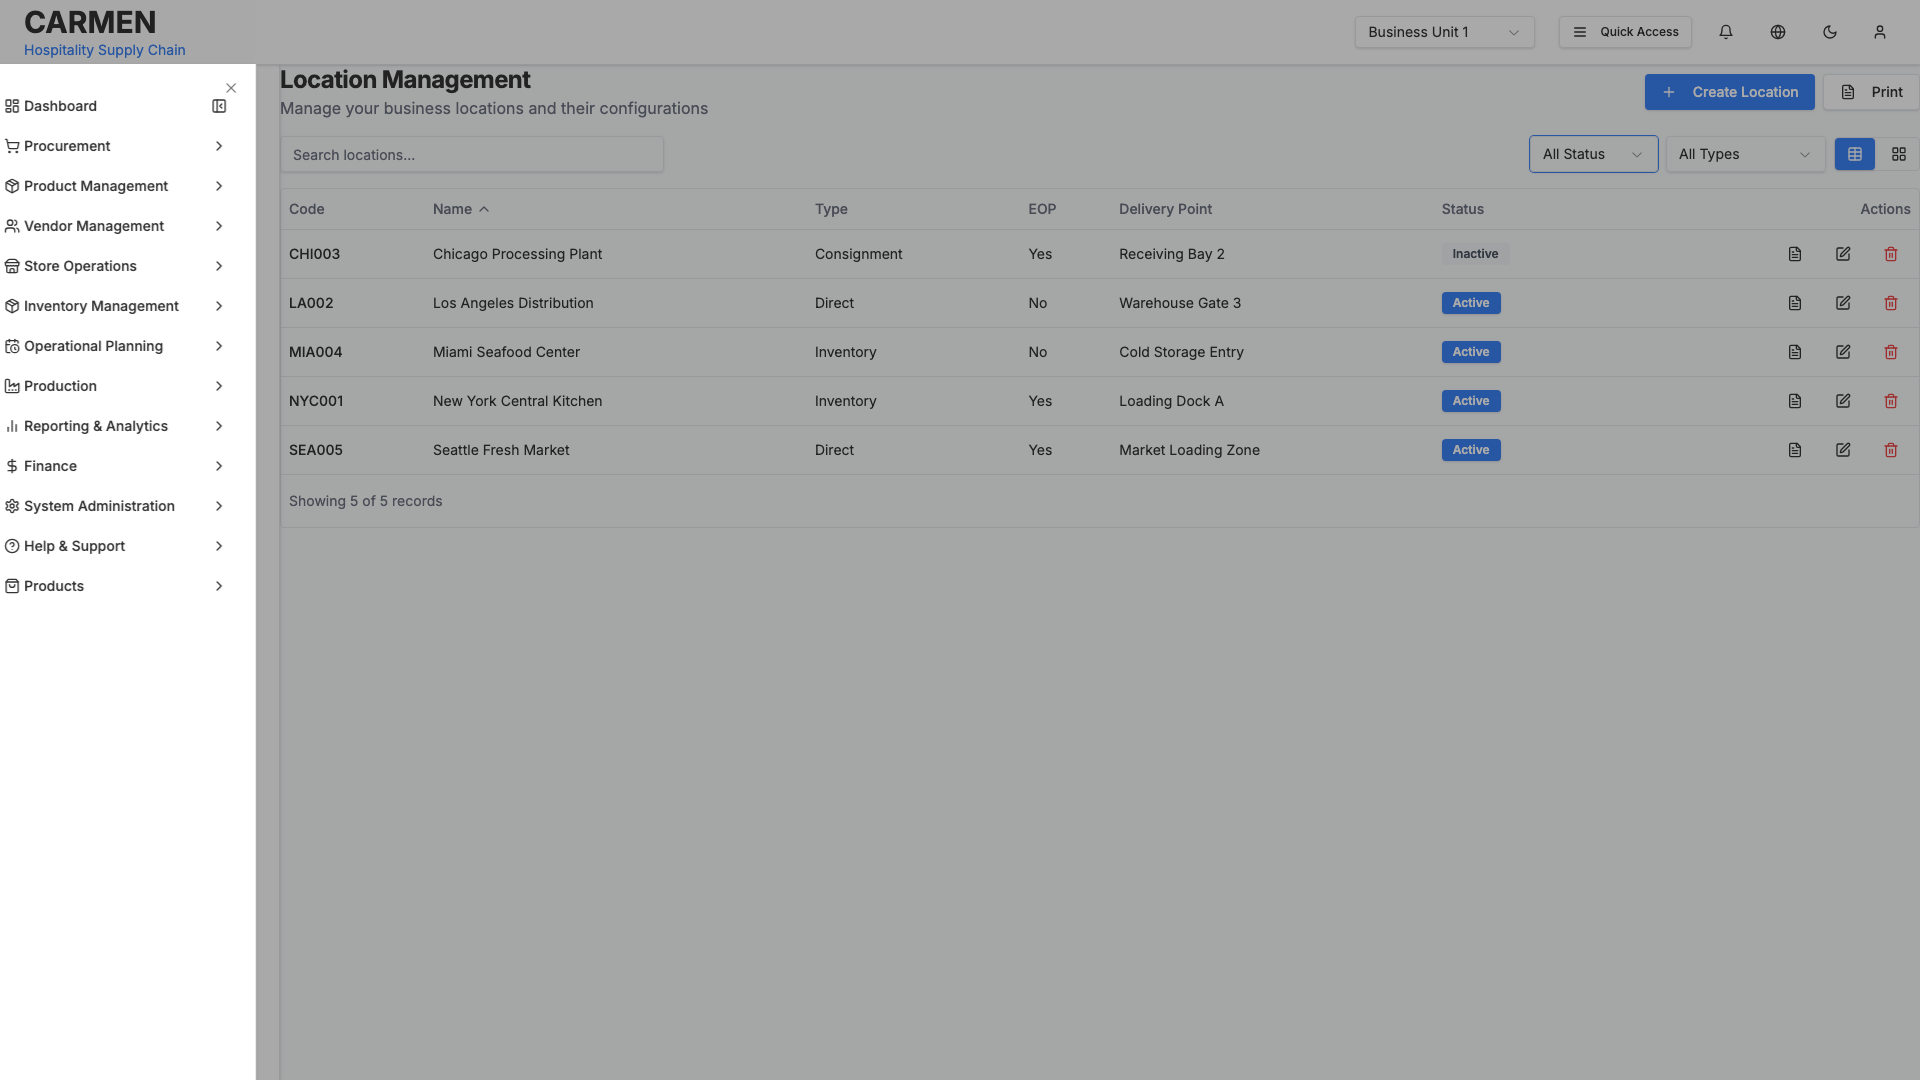 CARMEN
Hospitality Supply Chain
Business Unit 1
Quick Access
Dashboard
Procurement
Product Management
Vendor Management
Store Operations
Inventory Management
Operational Planning
Production
Reporting & Analytics
Finance
System Administration
Help & Support
Products
Location Management
Manage your business locations and their configurations
Create Location
Print
Search locations...
All Status
All Types
Code Name Type EOP Delivery Point Status Actions
CHI003 Chicago Processing Plant Consignment Yes Receiving Bay 2 Inactive
LA002 Los Angeles Distribution Direct No Warehouse Gate 3 Active
MIA004 Miami Seafood Center Inventory No Cold Storage Entry Active
NYC001 New York Central Kitchen Inventory Yes Loading Dock A Active
SEA005 Seattle Fresh Market Direct Yes Market Loading Zone Active
Showing 5 of 5 records